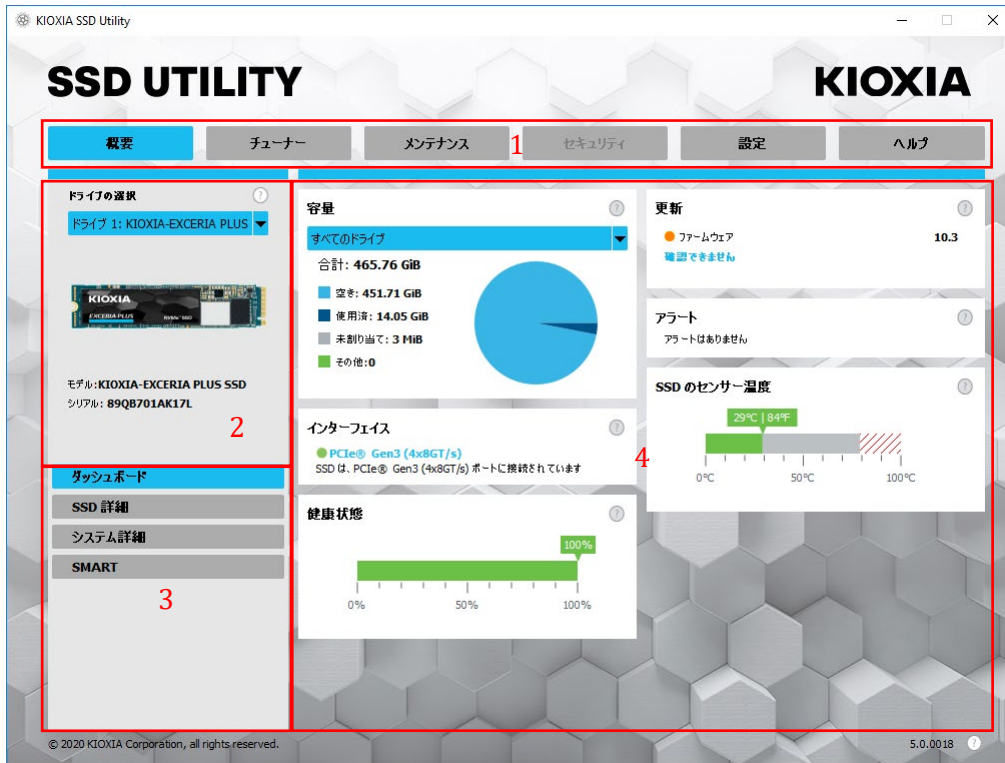 KIOXIA SSD Utility
SSD UTILITY
KIOXIA
概要
チューナー
メンテナンス
1
セキュリティ
設定
ヘルプ
ドライブの選択
?
ドライブ 1: KIOXIA-EXCERIA PLUS
KIOXIA
EXCERIA PLUS
NVMe™ SSD
モデル:KIOXIA-EXCERIA PLUS SSD
シリアル: 89QB701AK17L
2
ダッシュボード
SSD 詳細
システム詳細
SMART
3
容量
?
すべてのドライブ
合計: 465.76 GiB
空き: 451.71 GiB
使用済: 14.05 GiB
未割り当て: 3 MiB
その他:0
インターフェイス
?
PCIe® Gen3 (4x8GT/s)
SSD は、PCIe® Gen3 (4x8GT/s) ポートに接続されています
健康状態
?
100%
0%
50%
100%
4
更新
?
ファームウェア
10.3
確認できません
アラート
?
アラートはありません
SSD のセンサー温度
?
29℃ | 84℉
0℃
50℃
100℃
© 2020 KIOXIA Corporation, all rights reserved.
5.0.0018
?